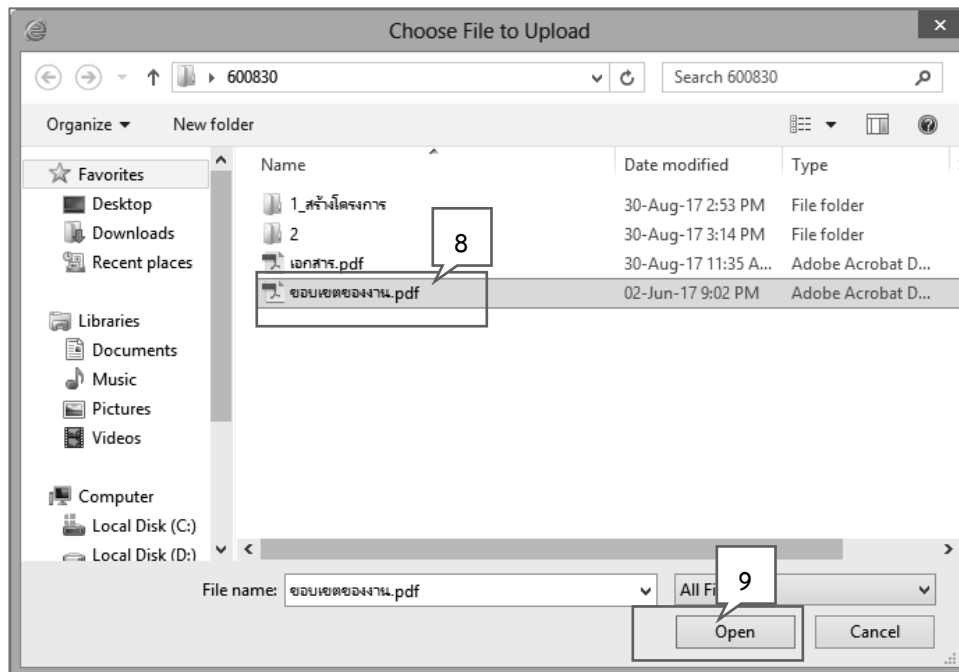 Choose File to Upload
600830
Search 600830
Organize
New folder
Name
Date modified
Type
Favorites
Desktop
Downloads
Recent places
Libraries
Documents
Music
Pictures
Videos
Computer
Local Disk (C:)
Local Disk (D:)
1_สร้างโครงการ 30-Aug-17 2:53 PM File folder
2 30-Aug-17 3:14 PM File folder
เอกสาร.pdf 30-Aug-17 11:35 A... Adobe Acrobat D...
ขอบเขตของงาน.pdf 02-Jun-17 9:02 PM Adobe Acrobat D...
8
File name: ขอบเขตของงาน.pdf
All Fi
9
Open
Cancel